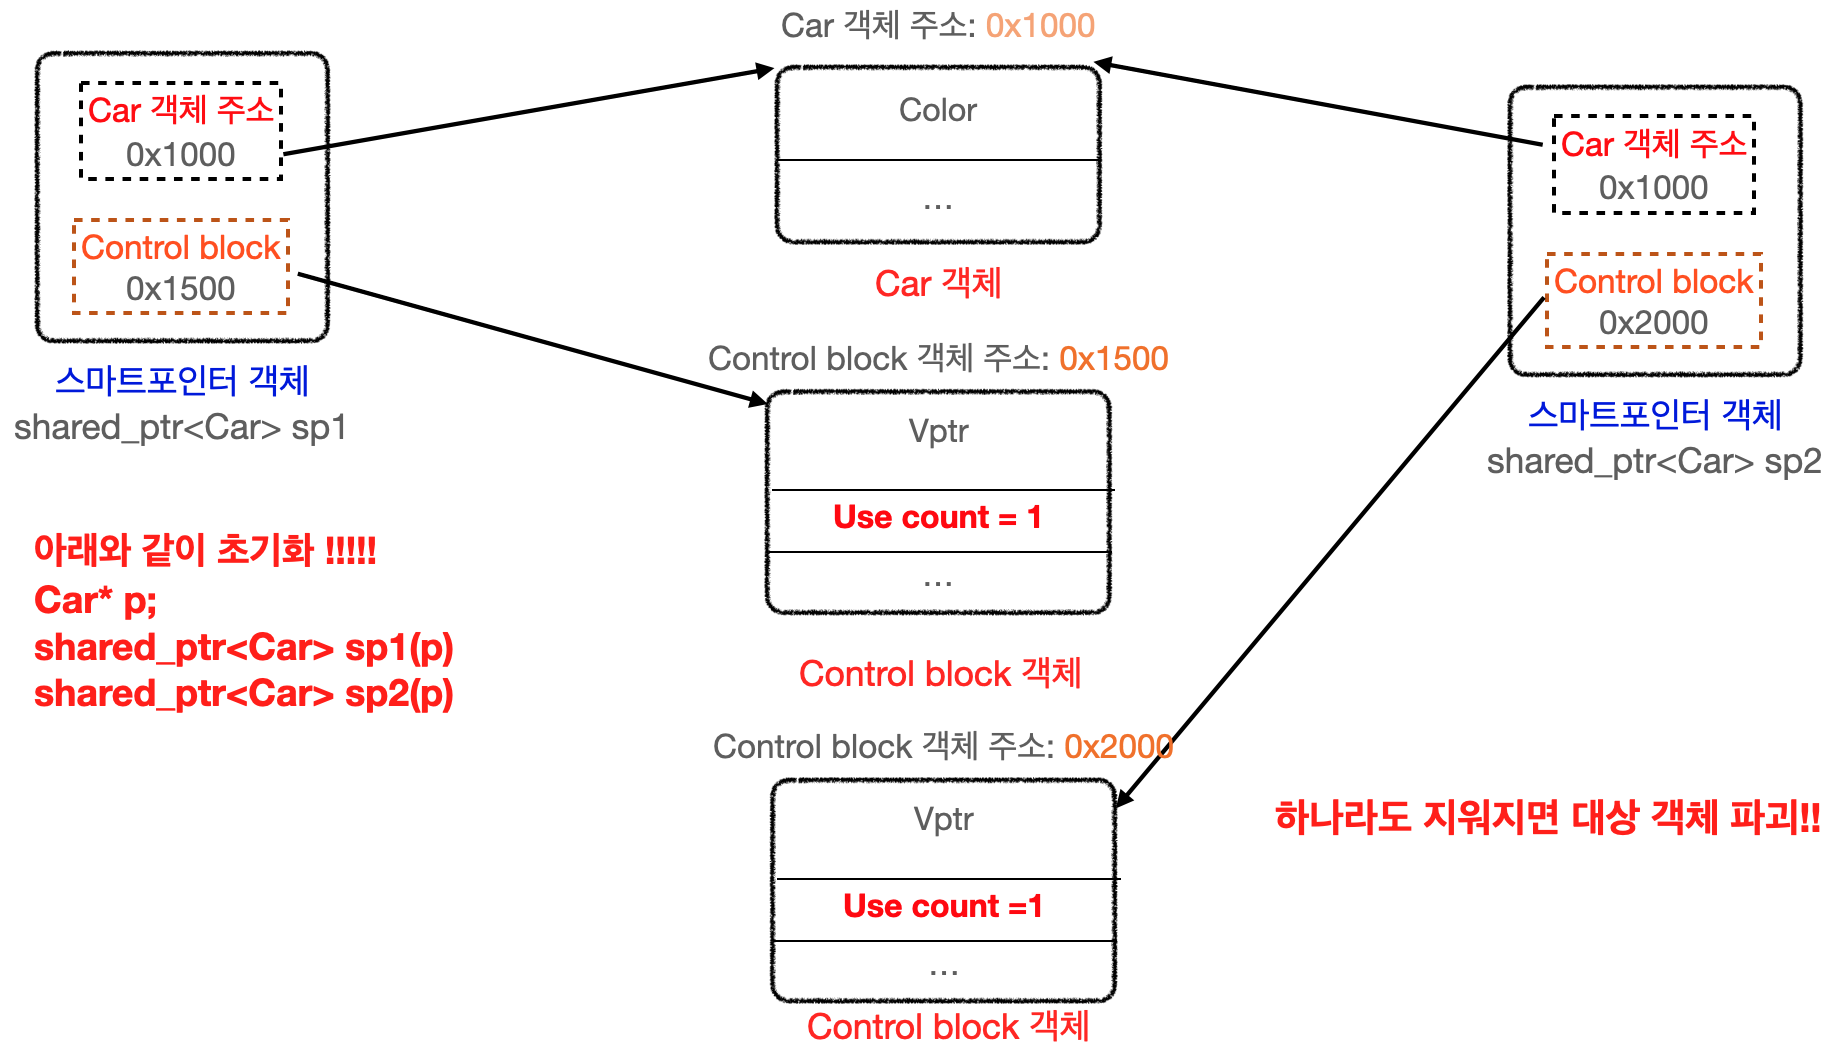 Car 객체 주소: 0x1000
Car 객체 주소
0x1000
Control block
0x1500
스마트포인터 객체
shared_ptr<Car> sp1
Color
...
Car 객체
Car 객체 주소
0x1000
Control block
0x2000
스마트포인터 객체
shared_ptr<Car> sp2
Control block 객체 주소: 0x1500
Vptr
Use count = 1
...
Control block 객체
아래와 같이 초기화 !!!!!
Car* p;
shared_ptr<Car> sp1(p)
shared_ptr<Car> sp2(p)
Control block 객체 주소: 0x2000
Vptr
Use count =1
...
Control block 객체
하나라도 지워지면 대상 객체 파괴!!